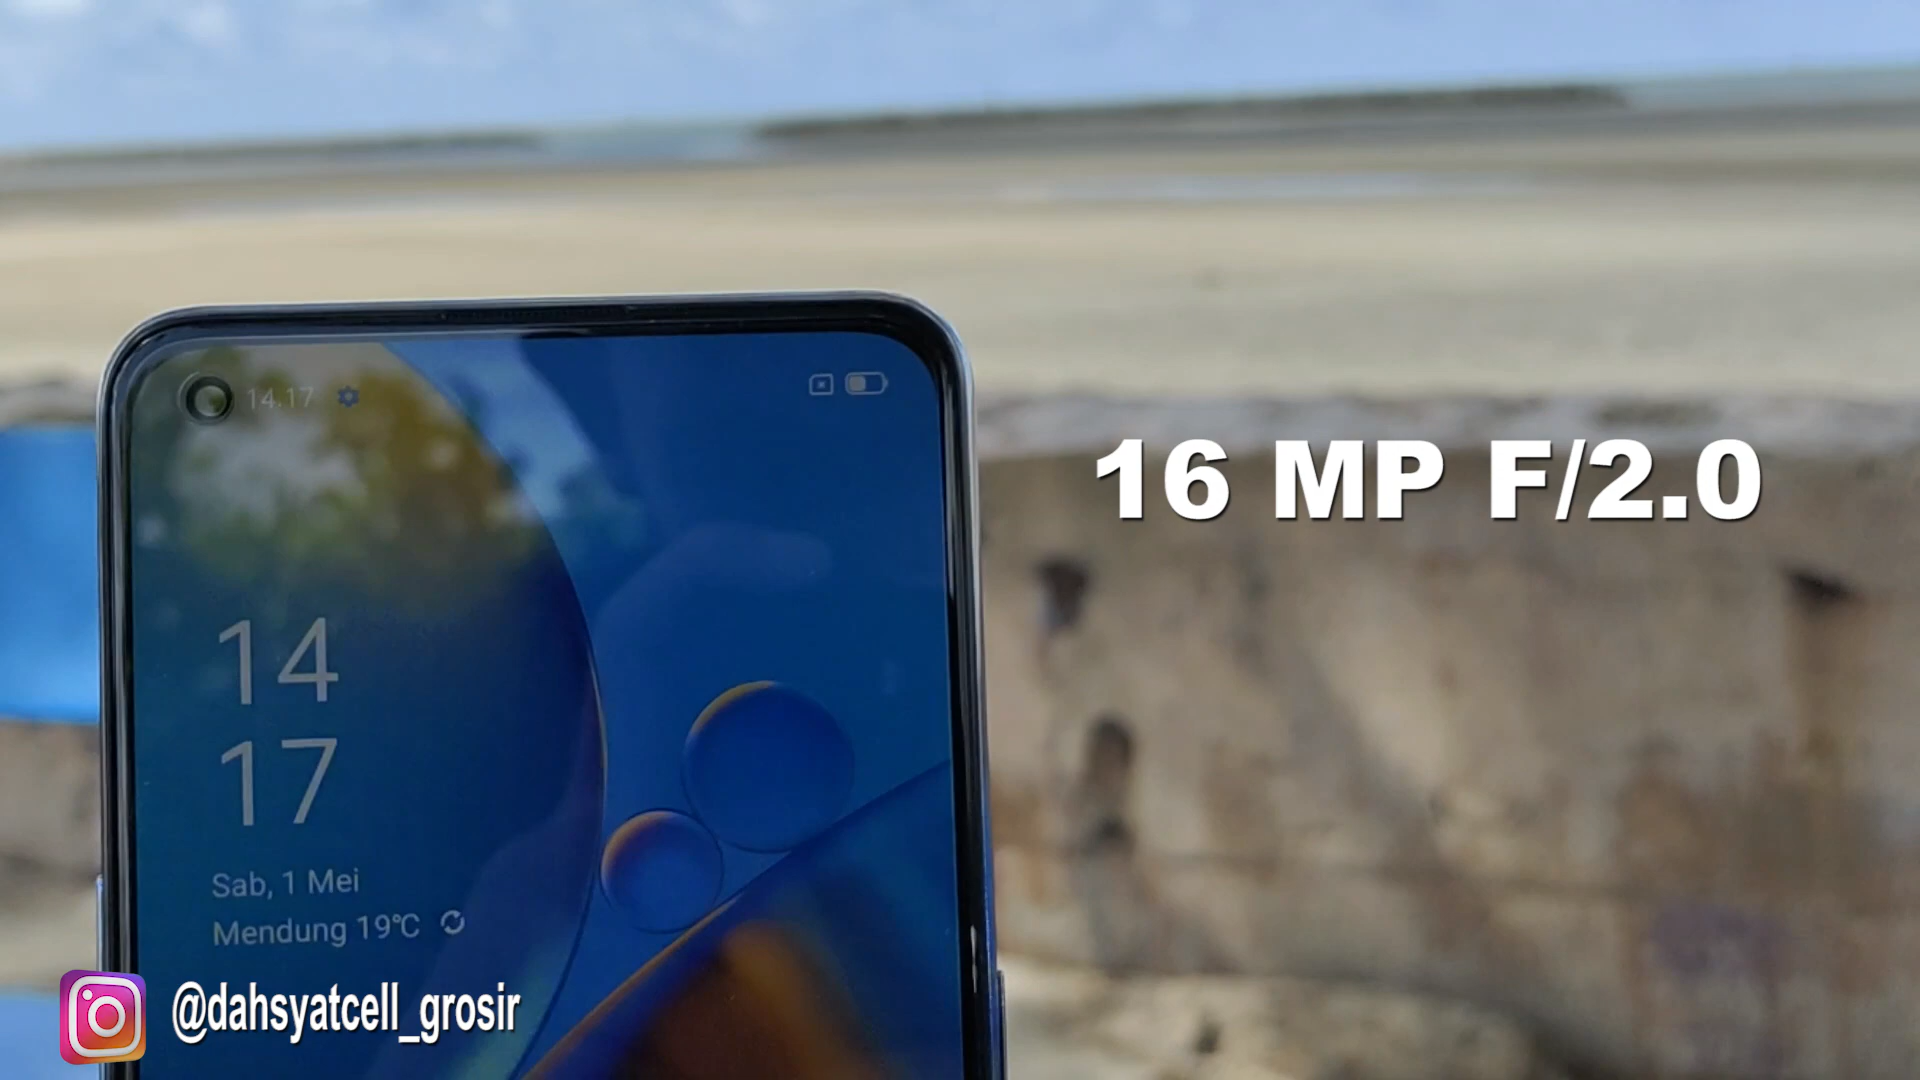 14.17
16 MP F/2.0
14
17
Sab, 1 Mei
Mendung 19℃
@dahsyatcell_grosir